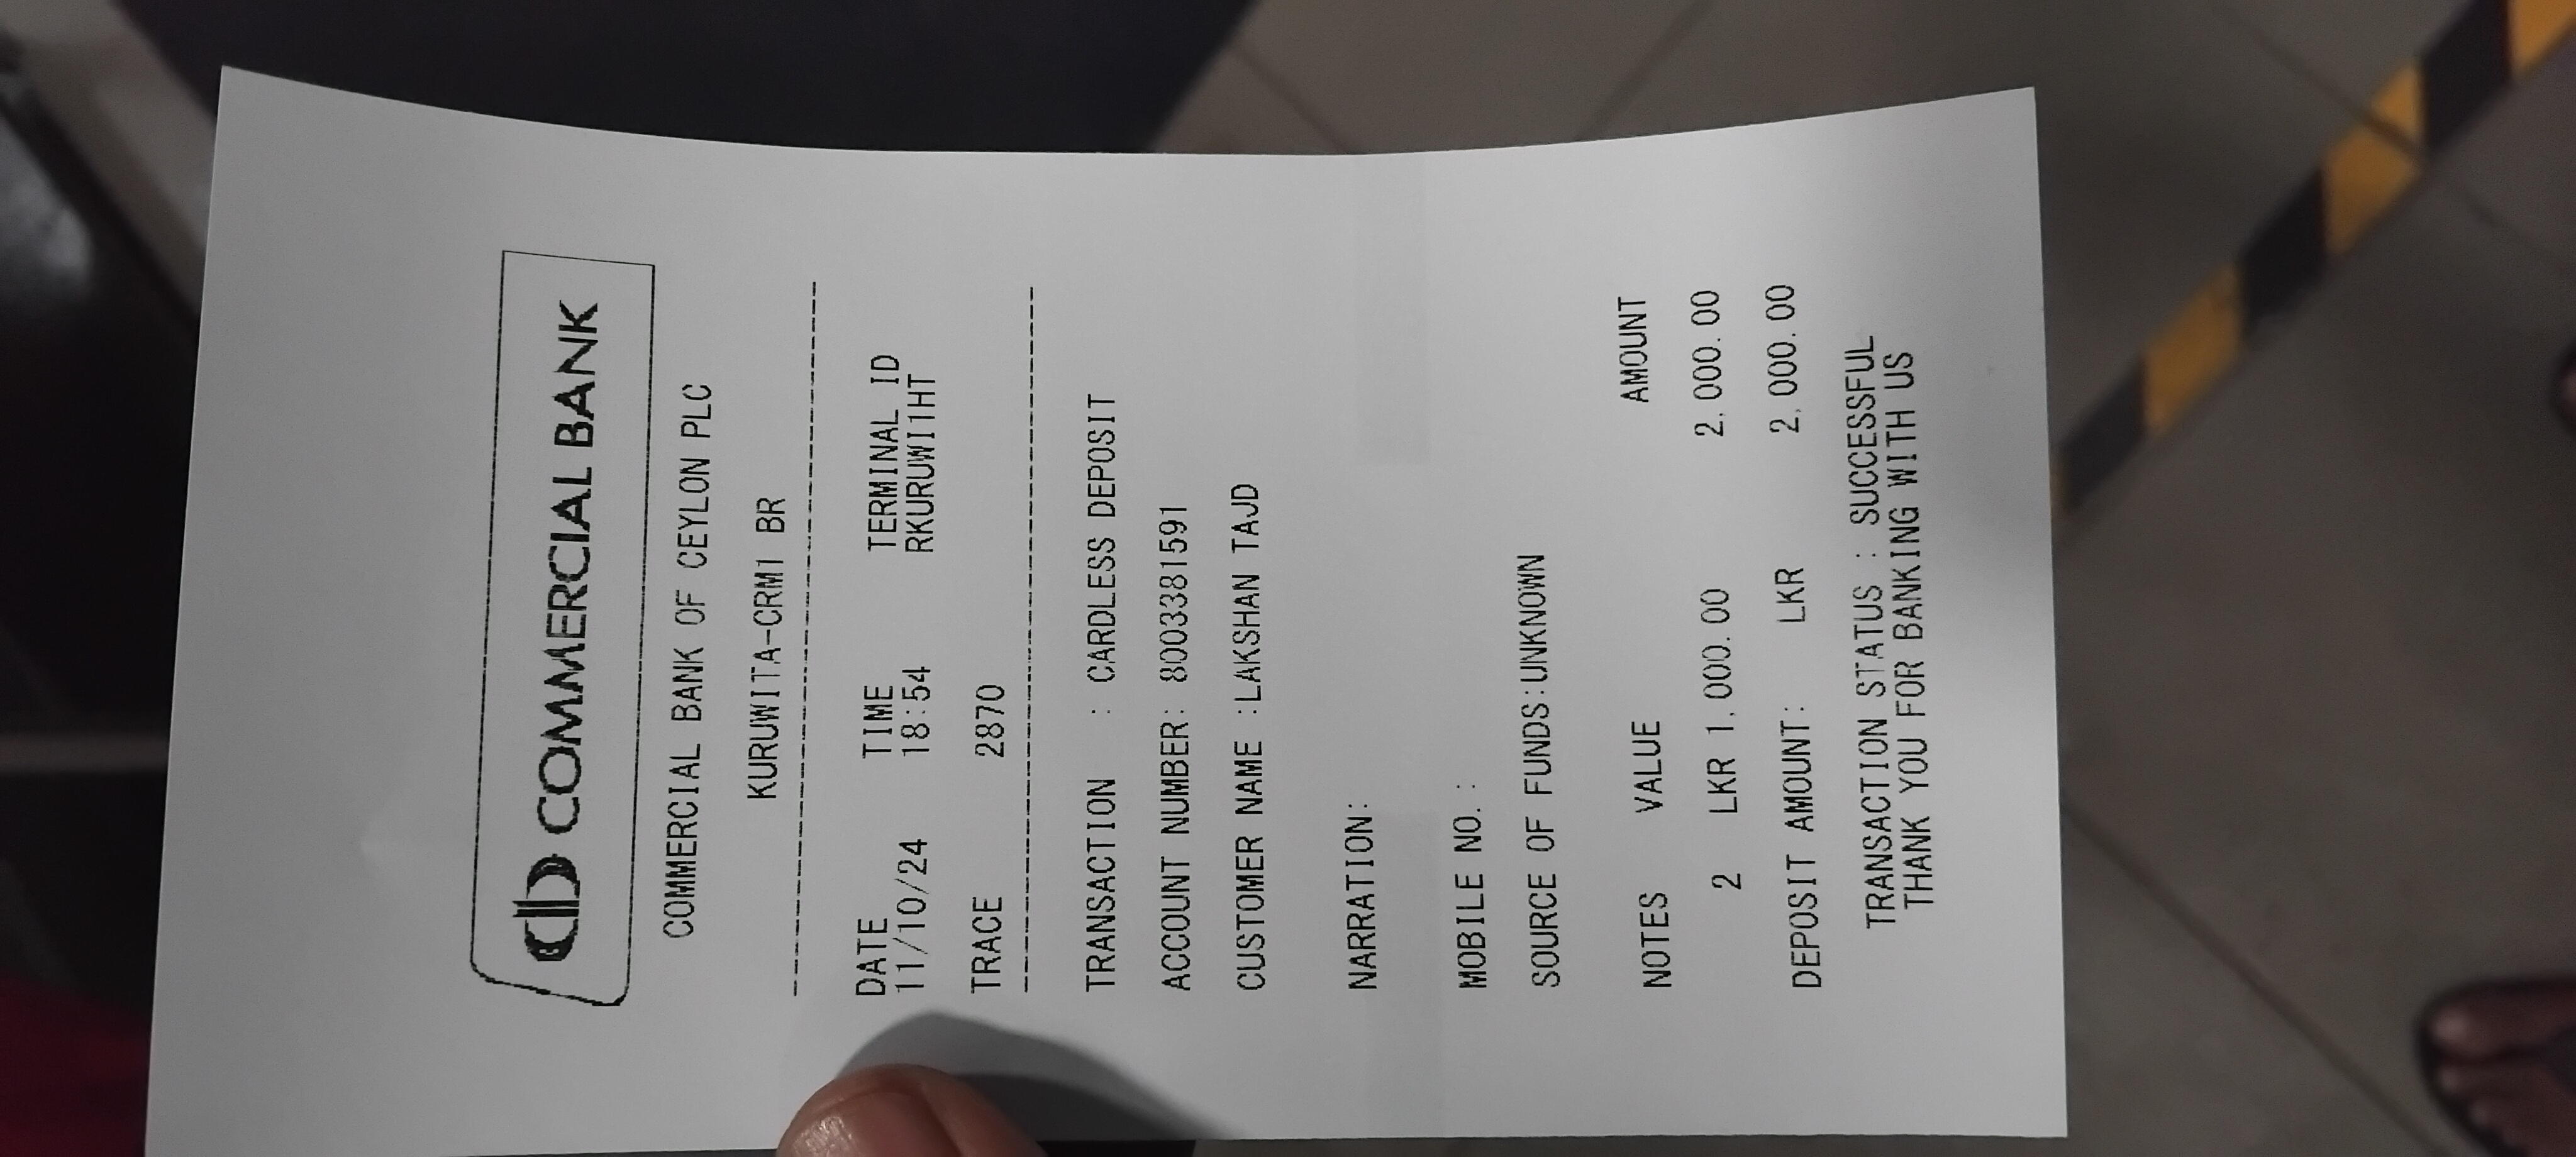 COMMERCIAL BANK
COMMERCIAL BANK OF CEYLON PLC
KURUWITA-CRM1 BR
DATE TIME TERMINAL ID
11/10/24 18:54 RKURUWI1HT
TRACE 2870
TRANSACTION : CARDLESS DEPOSIT
ACCOUNT NUMBER: 8003381591
CUSTOMER NAME :LAKSHAN TAJD
NARRATION:
MOBILE NO.:
SOURCE OF FUNDS:UNKNOWN
NOTES VALUE AMOUNT
2 LKR 1,000.00 2,000.00
DEPOSIT AMOUNT: LKR 2,000.00
TRANSACTION STATUS : SUCCESSFUL
THANK YOU FOR BANKING WITH US